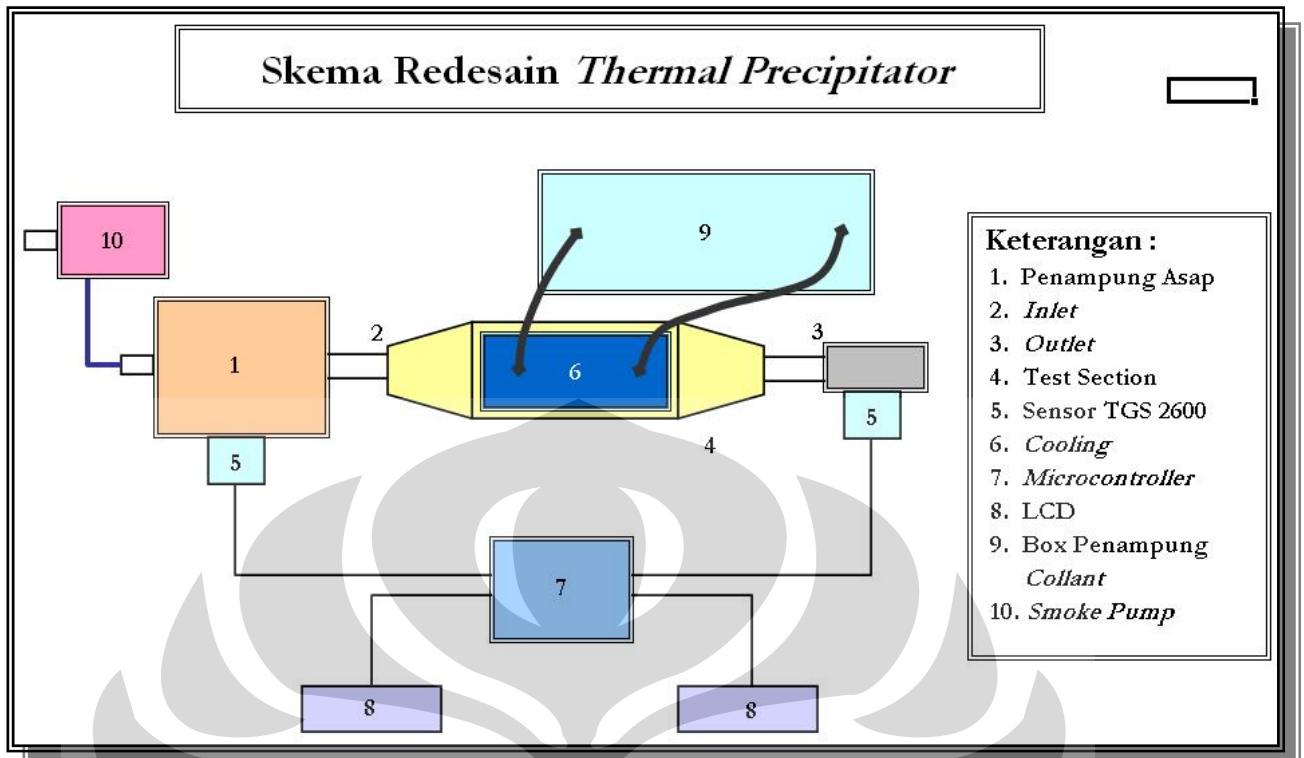 Skema Redesain Thermal Precipitator
10
9
2
3
1
6
5
4
5
7
8
8
Keterangan :
1. Penampung Asap
2. Inlet
3. Outlet
4. Test Section
5. Sensor TGS 2600
6. Cooling
7. Microcontroller
8. LCD
9. Box Penampung
Collant
10. Smoke Pump